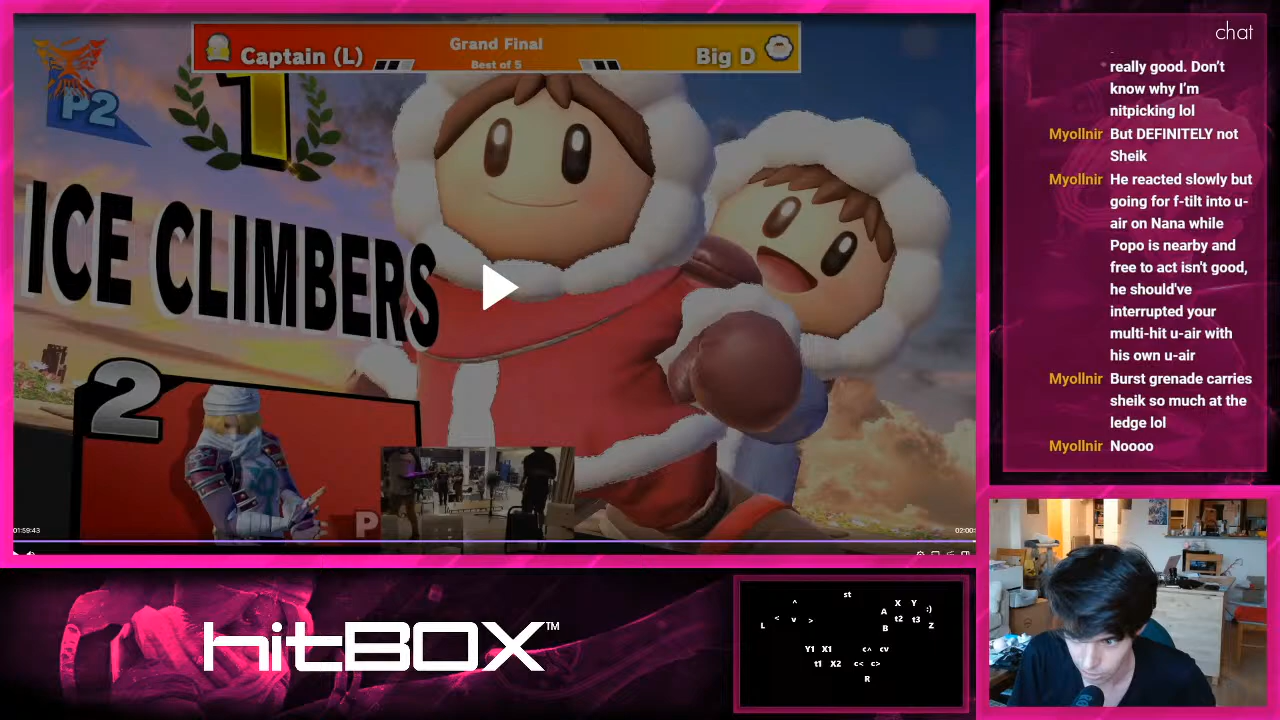 Captain (L)
Grand Final
Best of 5
Big D
P2
1
ICE CLIMBERS
2
P
01:59:43
02:00:
chat
really good. Don't
know why I'm
nitpicking lol
Myollnir But DEFINITELY not
Sheik
Myollnir He reacted slowly but
going for f-tilt into u-
air on Nana while
Popo is nearby and
free to act isn't good,
he should've
interrupted your
multi-hit u-air with
his own u-air
Myollnir Burst grenade carries
sheik so much at the
ledge lol
Myollnir Noooo
hitBOX™
st
^ X Y
A :)
< v > t2 t3
L B Z
Y1 X1 c^ cv
t1 X2 c< c>
R